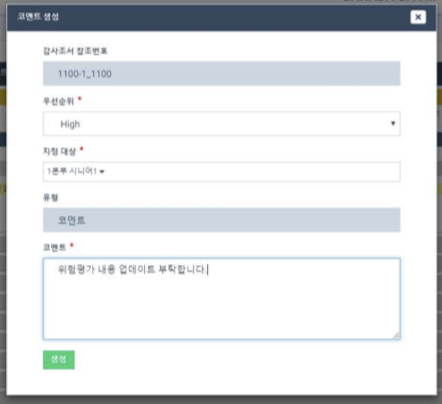 코멘트 생성
감사조서 참조번호
1100-1_1100
우선순위 *
High
지정 대상 *
1본부 시니어1
유형
코멘트
코멘트 *
위험평가 내용 업데이트 부탁합니다.
생성